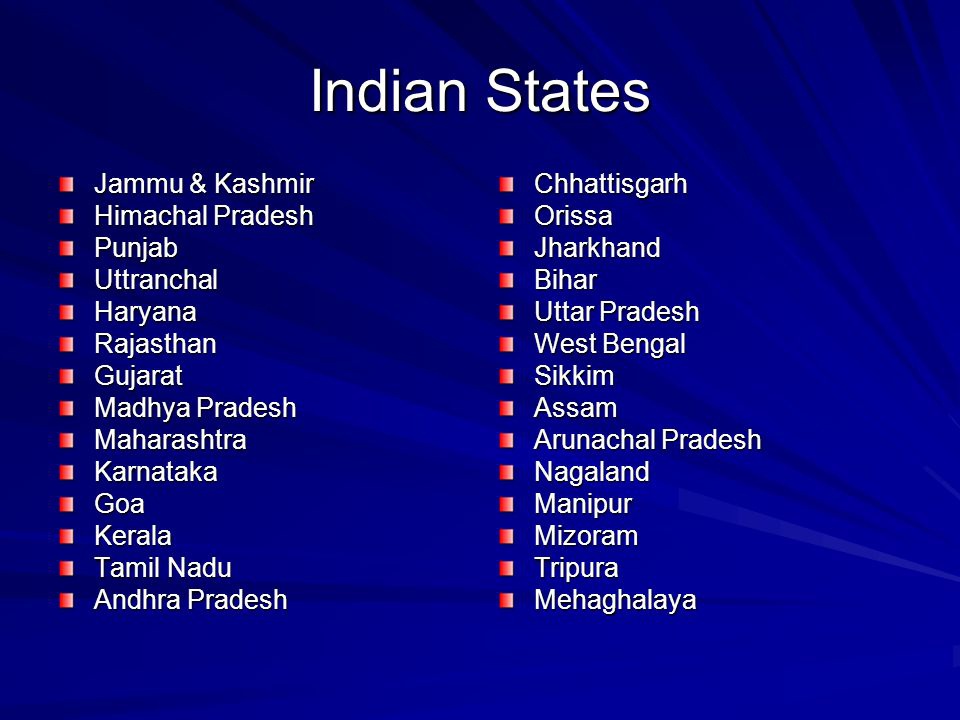 Indian States
Jammu & Kashmir
Himachal Pradesh
Punjab
Uttranchal
Haryana
Rajasthan
Gujarat
Madhya Pradesh
Maharashtra
Karnataka
Goa
Kerala
Tamil Nadu
Andhra Pradesh
Chhattisgarh
Orissa
Jharkhand
Bihar
Uttar Pradesh
West Bengal
Sikkim
Assam
Arunachal Pradesh
Nagaland
Manipur
Mizoram
Tripura
Mehaghalaya